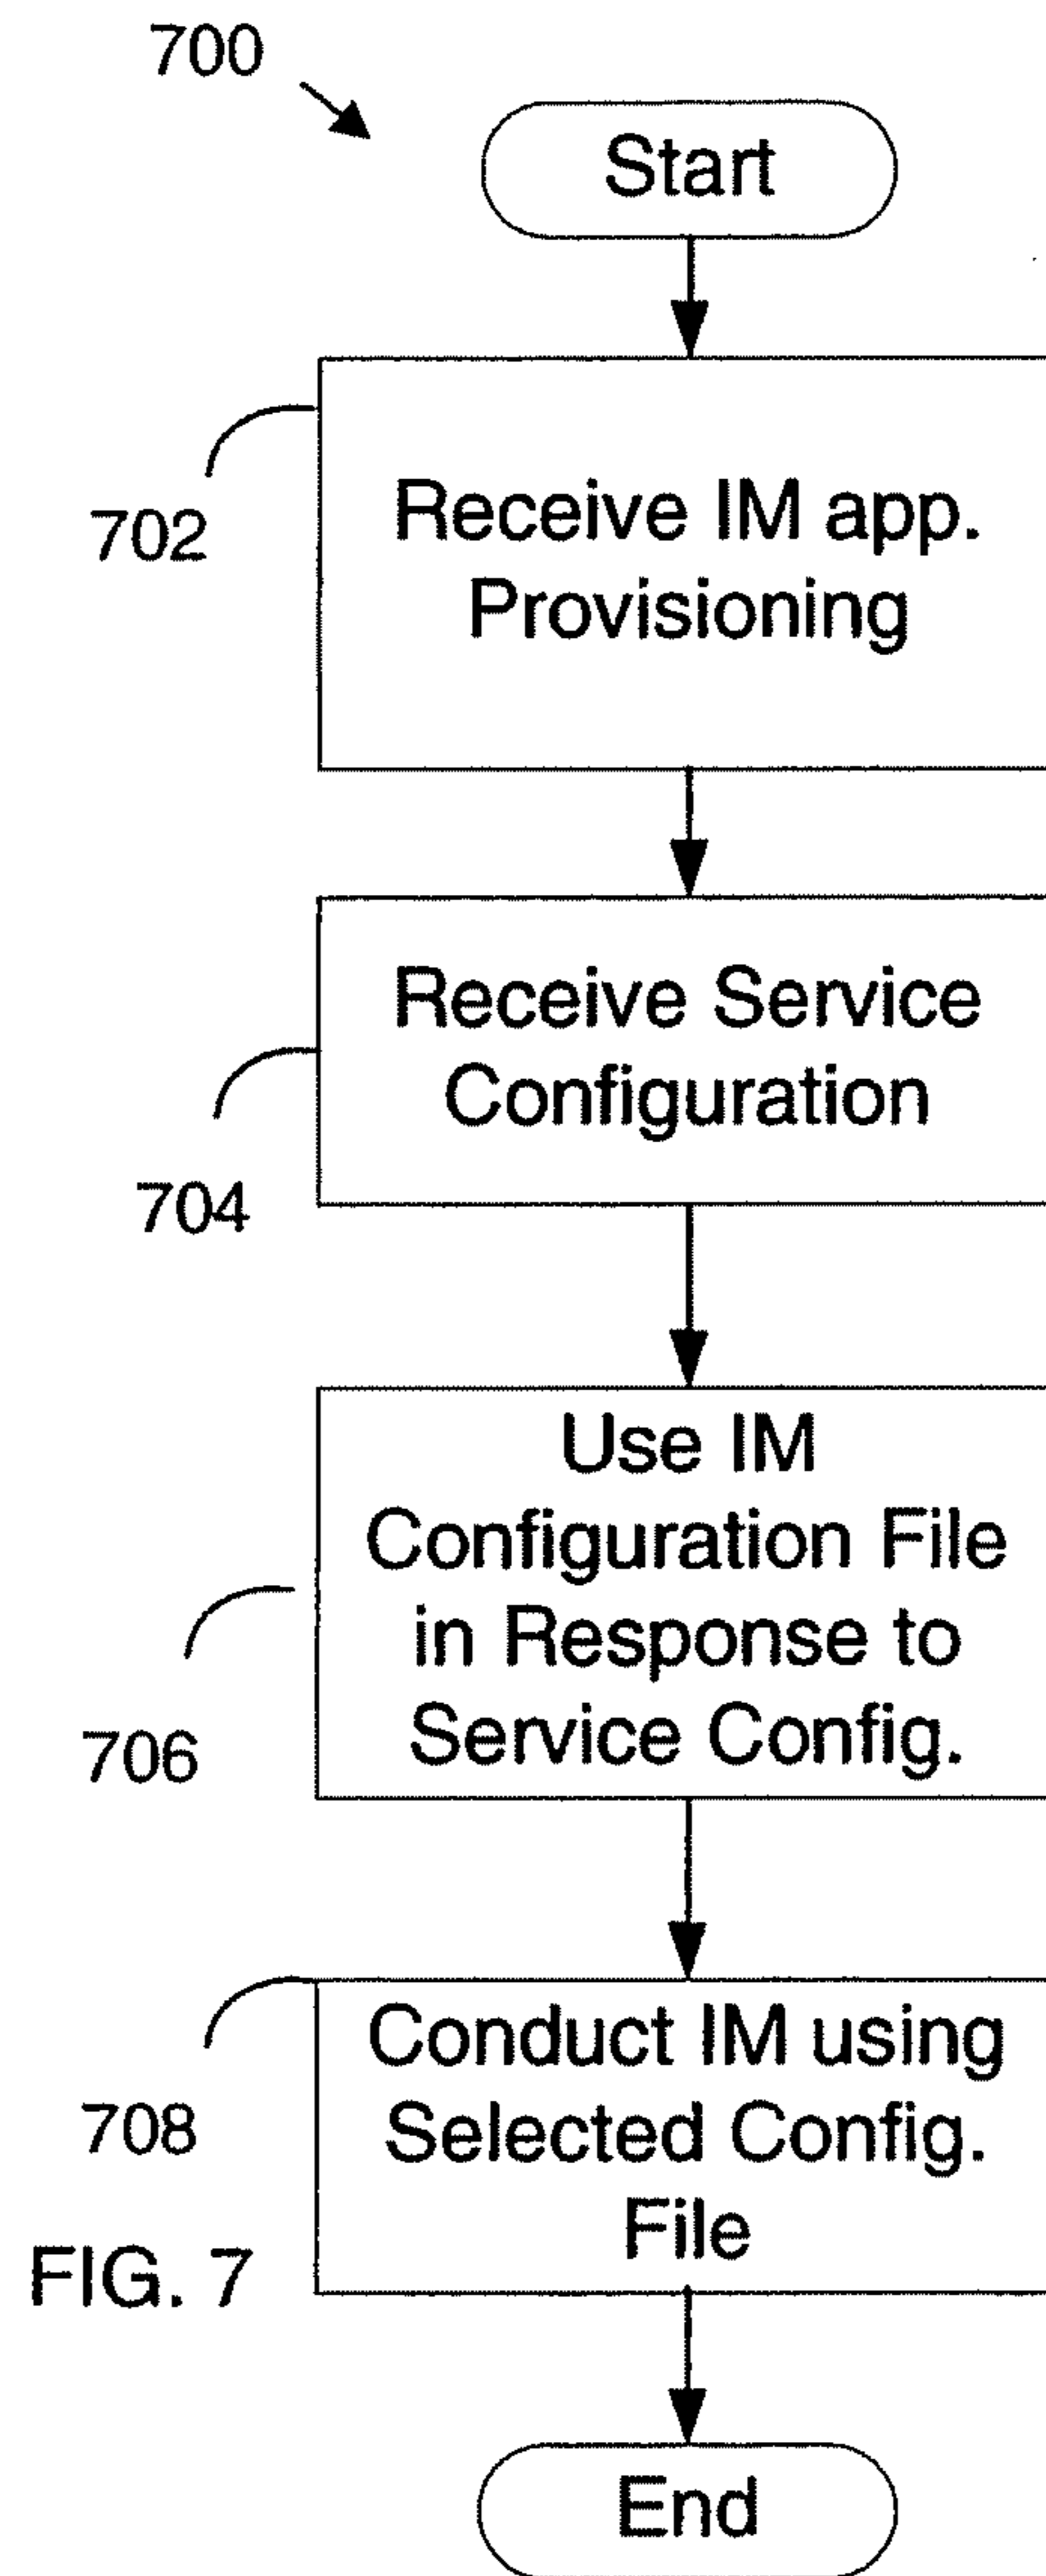 700
Start
702
Receive IM app.
Provisioning
704
Receive Service
Configuration
706
Use IM
Configuration File
in Response to
Service Config.
708
Conduct IM using
Selected Config.
File
FIG. 7
End